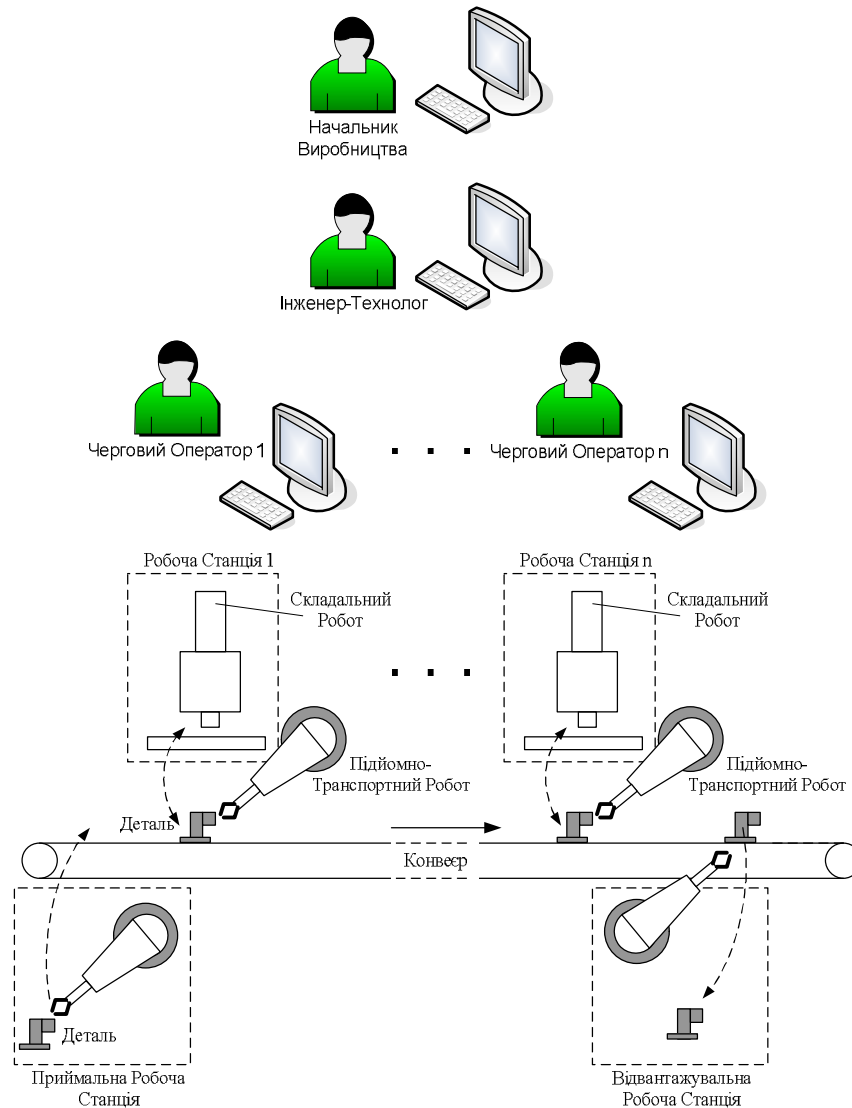 Начальник
Виробництва
Інженер-Технолог
Черговий Оператор 1
. . .
Черговий Оператор n
Робоча Станція 1
Робоча Станція n
Складальний
Робот
Складальний
Робот
. . .
Підйомно-
Транспортний Робот
Підйомно-
Транспортний Робот
Деталь
Конвеєр
Деталь
Приймальна Робоча
Станція
Відвантажувальна
Робоча Станція